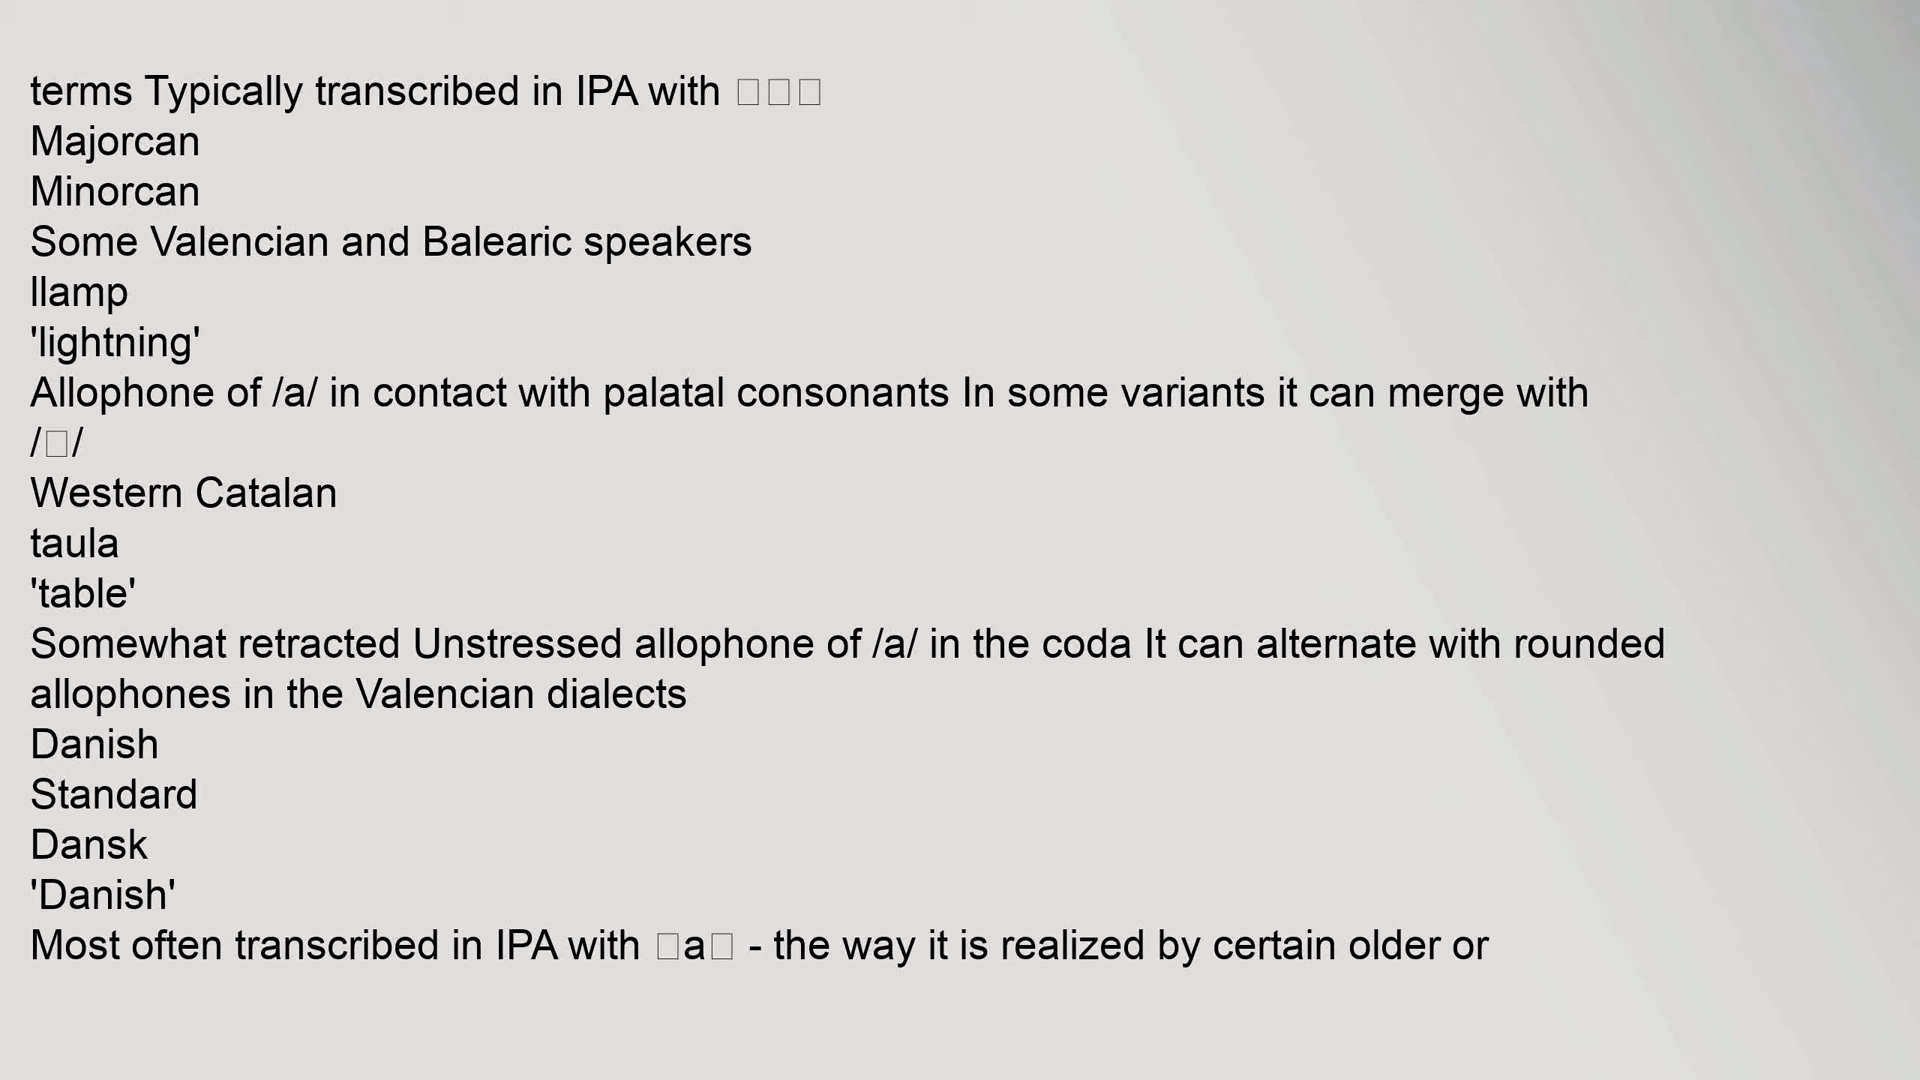 terms Typically transcribed in IPA with □□□
Majorcan
Minorcan
Some Valencian and Balearic speakers
llamp
'lightning'
Allophone of /a/ in contact with palatal consonants In some variants it can merge with
/□/
Western Catalan
taula
'table'
Somewhat retracted Unstressed allophone of /a/ in the coda It can alternate with rounded
allophones in the Valencian dialects
Danish
Standard
Dansk
'Danish'
Most often transcribed in IPA with □a□ - the way it is realized by certain older or